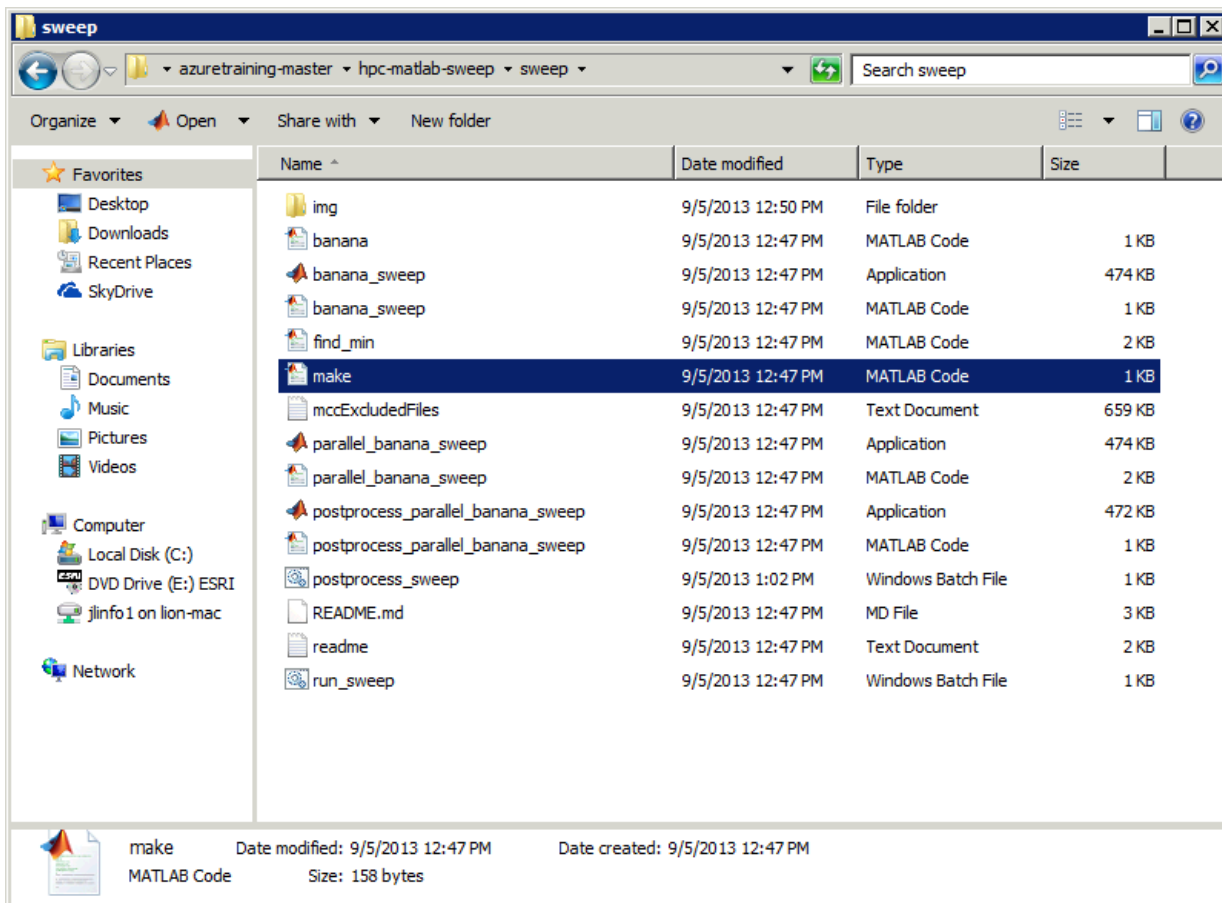 sweep
azuretraining-master hpc-matlab-sweep sweep Search sweep
Organize Open Share with New folder
Favorites
Desktop
Downloads
Recent Places
SkyDrive
Libraries
Documents
Music
Pictures
Videos
Computer
Local Disk (C:)
DVD Drive (E:) ESRI
jlinfo1 on lion-mac
Network
Name Date modified Type Size
img 9/5/2013 12:50 PM File folder
banana 9/5/2013 12:47 PM MATLAB Code 1 KB
banana_sweep 9/5/2013 12:47 PM Application 474 KB
banana_sweep 9/5/2013 12:47 PM MATLAB Code 1 KB
find_min 9/5/2013 12:47 PM MATLAB Code 2 KB
make 9/5/2013 12:47 PM MATLAB Code 1 KB
mccExcludedFiles 9/5/2013 12:47 PM Text Document 659 KB
parallel_banana_sweep 9/5/2013 12:47 PM Application 474 KB
parallel_banana_sweep 9/5/2013 12:47 PM MATLAB Code 2 KB
postprocess_parallel_banana_sweep 9/5/2013 12:47 PM Application 472 KB
postprocess_parallel_banana_sweep 9/5/2013 12:47 PM MATLAB Code 1 KB
postprocess_sweep 9/5/2013 1:02 PM Windows Batch File 1 KB
README.md 9/5/2013 12:47 PM MD File 3 KB
readme 9/5/2013 12:47 PM Text Document 2 KB
run_sweep 9/5/2013 12:47 PM Windows Batch File 1 KB
make Date modified: 9/5/2013 12:47 PM Date created: 9/5/2013 12:47 PM
MATLAB Code Size: 158 bytes